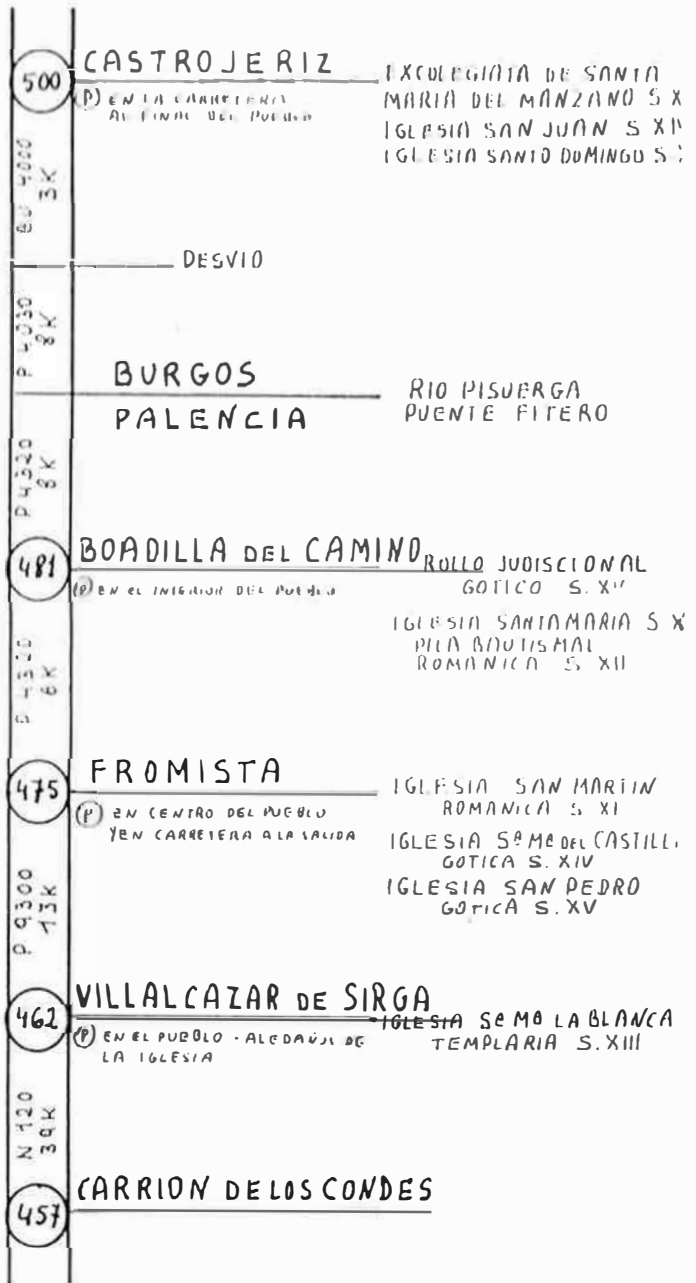 500
CASTROJERIZ
(P) EN LA CARRETERA
AL FINAL DEL PUEBLO
EXCOLEGIATA DE SANTA
MARIA DEL MANZANO S X
IGLESIA SAN JUAN S XIV
IGLESIA SANTO DOMINGO S
BU 4000
3K
DESVIO
P 4030
8K
BURGOS
PALENCIA
RIO PISUERGA
PUENTE FITERO
P 4320
8K
481
BOADILLA DEL CAMINO
(P) EN EL INTERIOR DEL PUEBLO
ROLLO JUDISCIONAL
GOTICO S.
IGLESIA SANTAMARIA S X
PILA BAUTISMAL
ROMANICA S XII
P 4320
6K
475
FROMISTA
(P) EN CENTRO DEL PUEBLO
Y EN CARRETERA A LA SALIDA
IGLESIA SAN MARTIN
ROMANICA S XI
IGLESIA Sª Mª DEL CASTILL
GOTICA S. XIV
IGLESIA SAN PEDRO
GOTICA S. XV
P 9300
13K
462
VILLALCAZAR DE SIRGA
(P) EN EL PUEBLO - DE
LA IGLESIA
IGLESIA Sª Mª LA BLANCA
TEMPLARIA S. XIII
N 120
39K
457
CARRION DE LOS CONDES